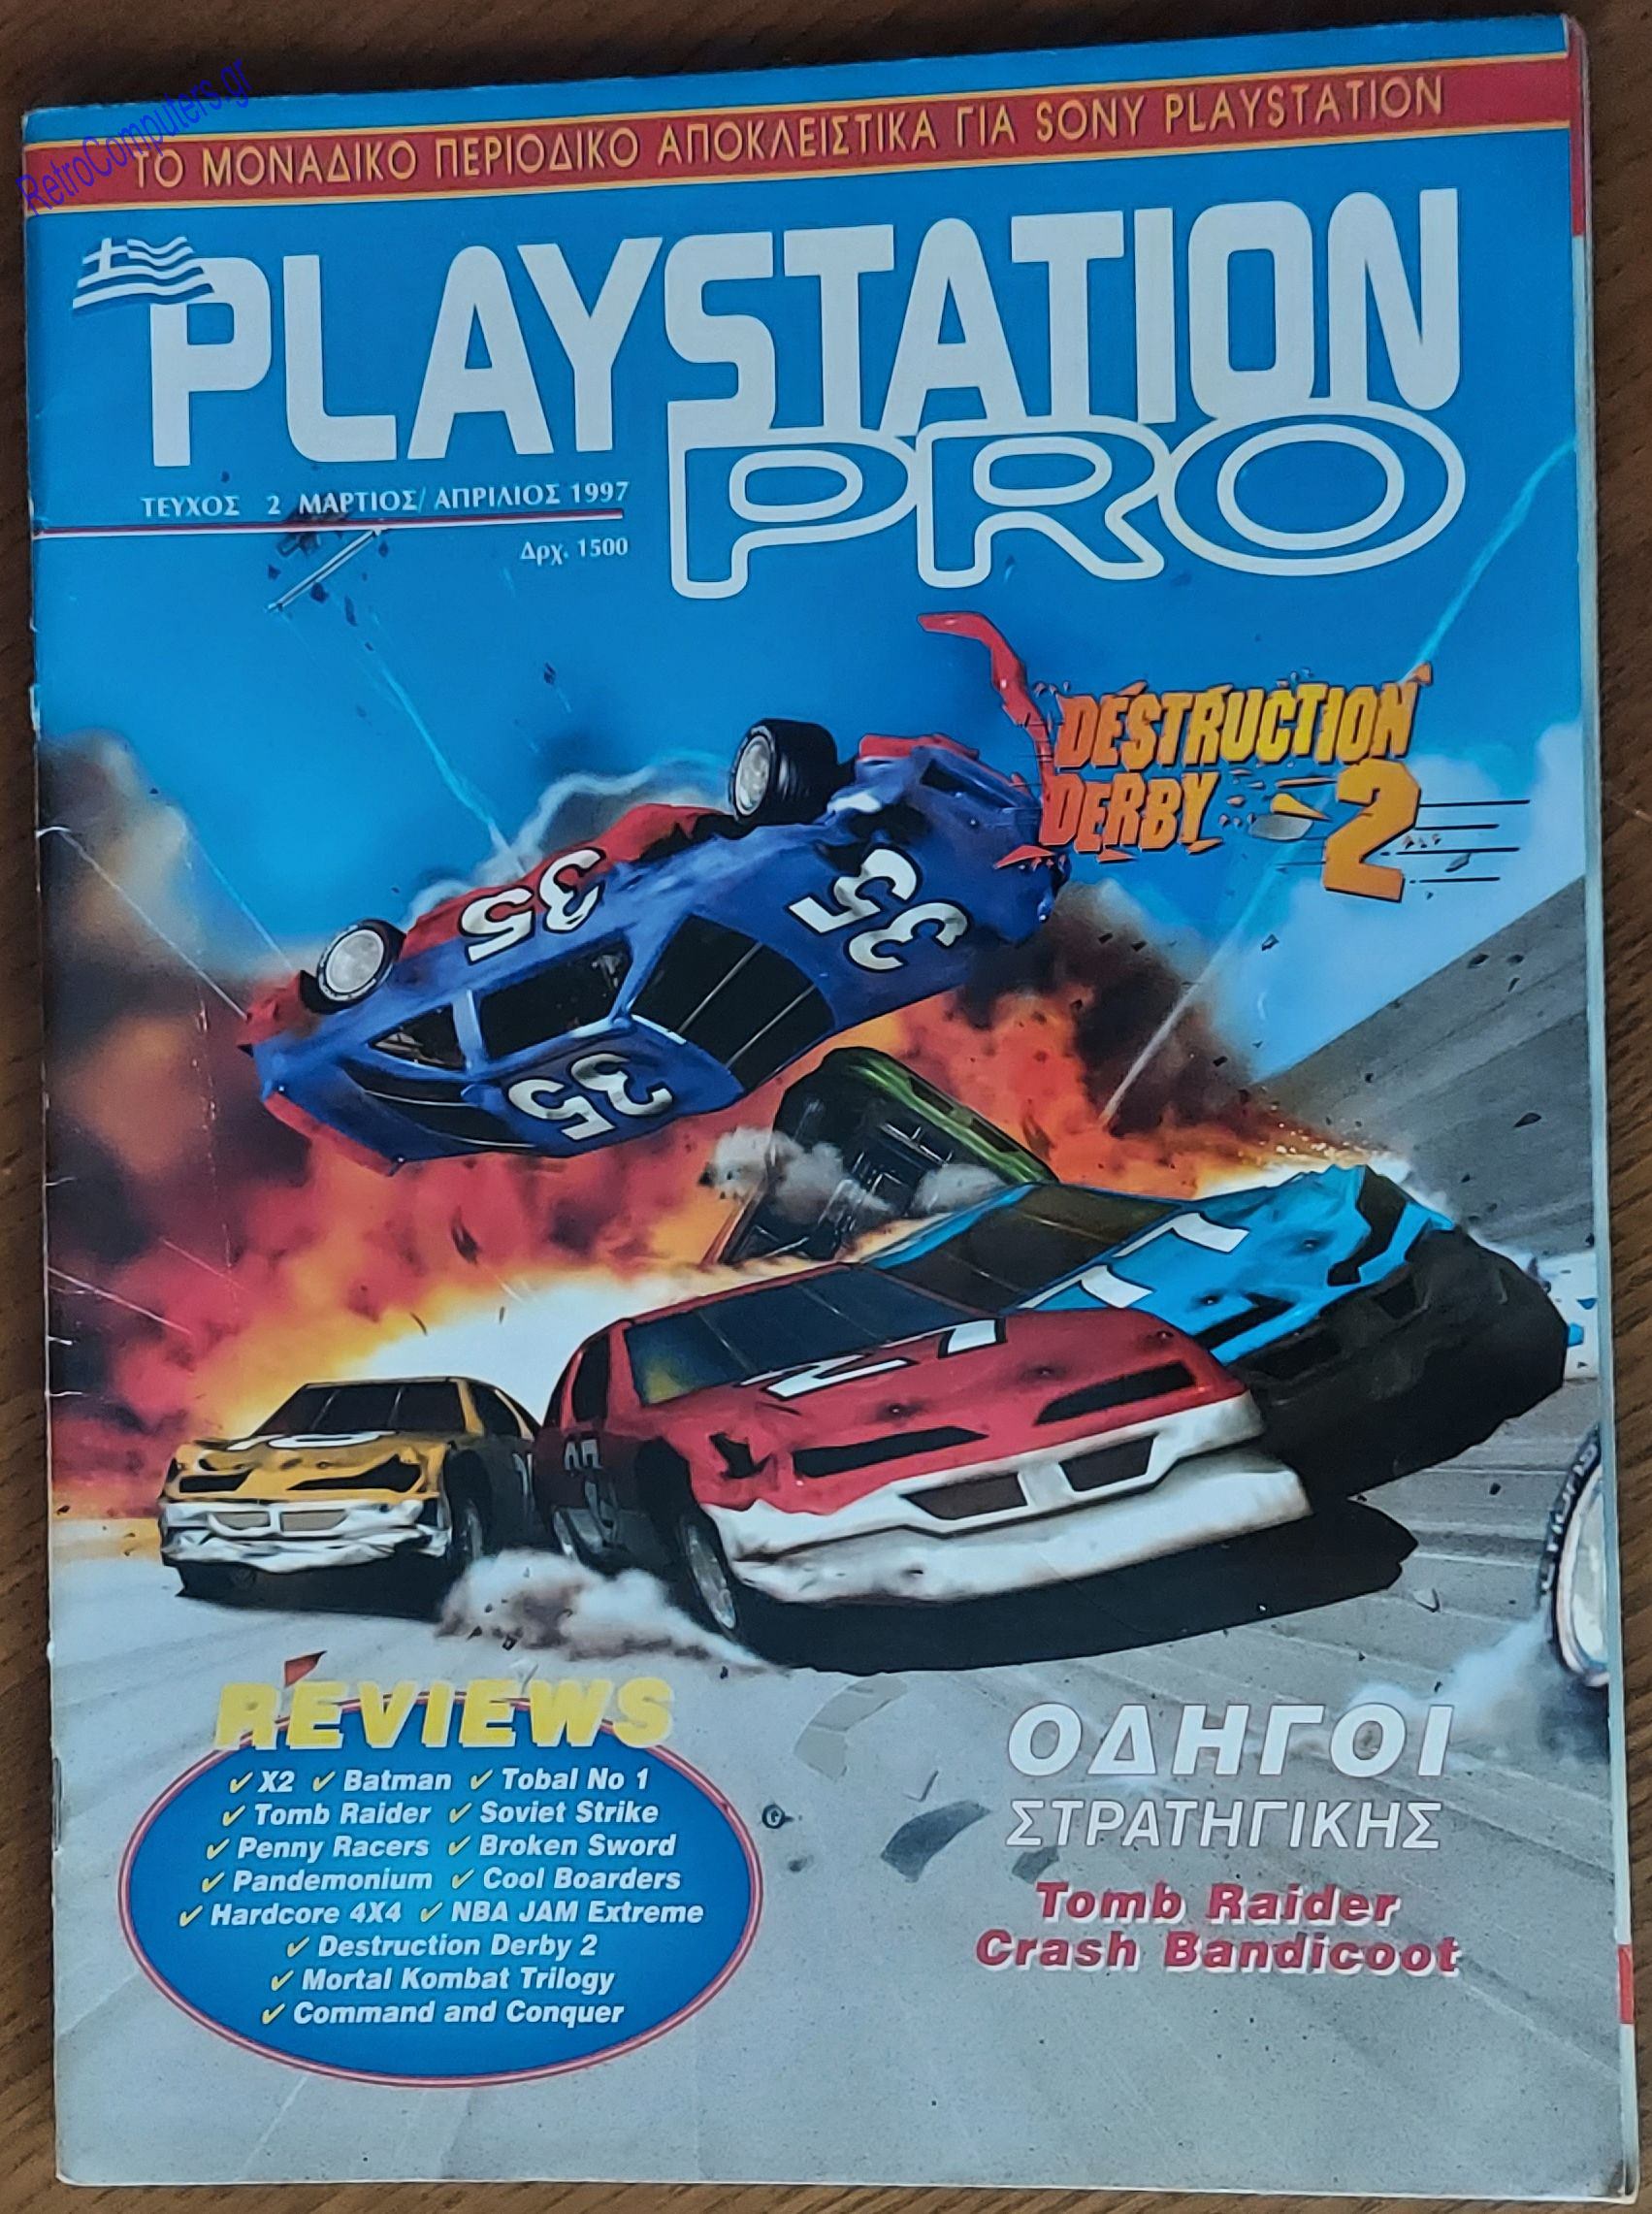 RetroComputers.gr
ΤΟ ΜΟΝΑΔΙΚΟ ΠΕΡΙΟΔΙΚΟ ΑΠΟΚΛΕΙΣΤΙΚΑ ΓΙΑ SONY PLAYSTATION
PLAYSTATION
PRO
ΤΕΥΧΟΣ 2 ΜΑΡΤΙΟΣ/ ΑΠΡΙΛΙΟΣ 1997
Δρχ. 1500
DESTRUCTION
DERBY 2
35
35
35
REVIEWS
✓ X2 ✓ Batman ✓ Tobal No 1
✓ Tomb Raider ✓ Soviet Strike
✓ Penny Racers ✓ Broken Sword
✓ Pandemonium ✓ Cool Boarders
✓ Hardcore 4X4 ✓ NBA JAM Extreme
✓ Destruction Derby 2
✓ Mortal Kombat Trilogy
✓ Command and Conquer
ΟΔΗΓΟΙ
ΣΤΡΑΤΗΓΙΚΗΣ
Tomb Raider
Crash Bandicoot